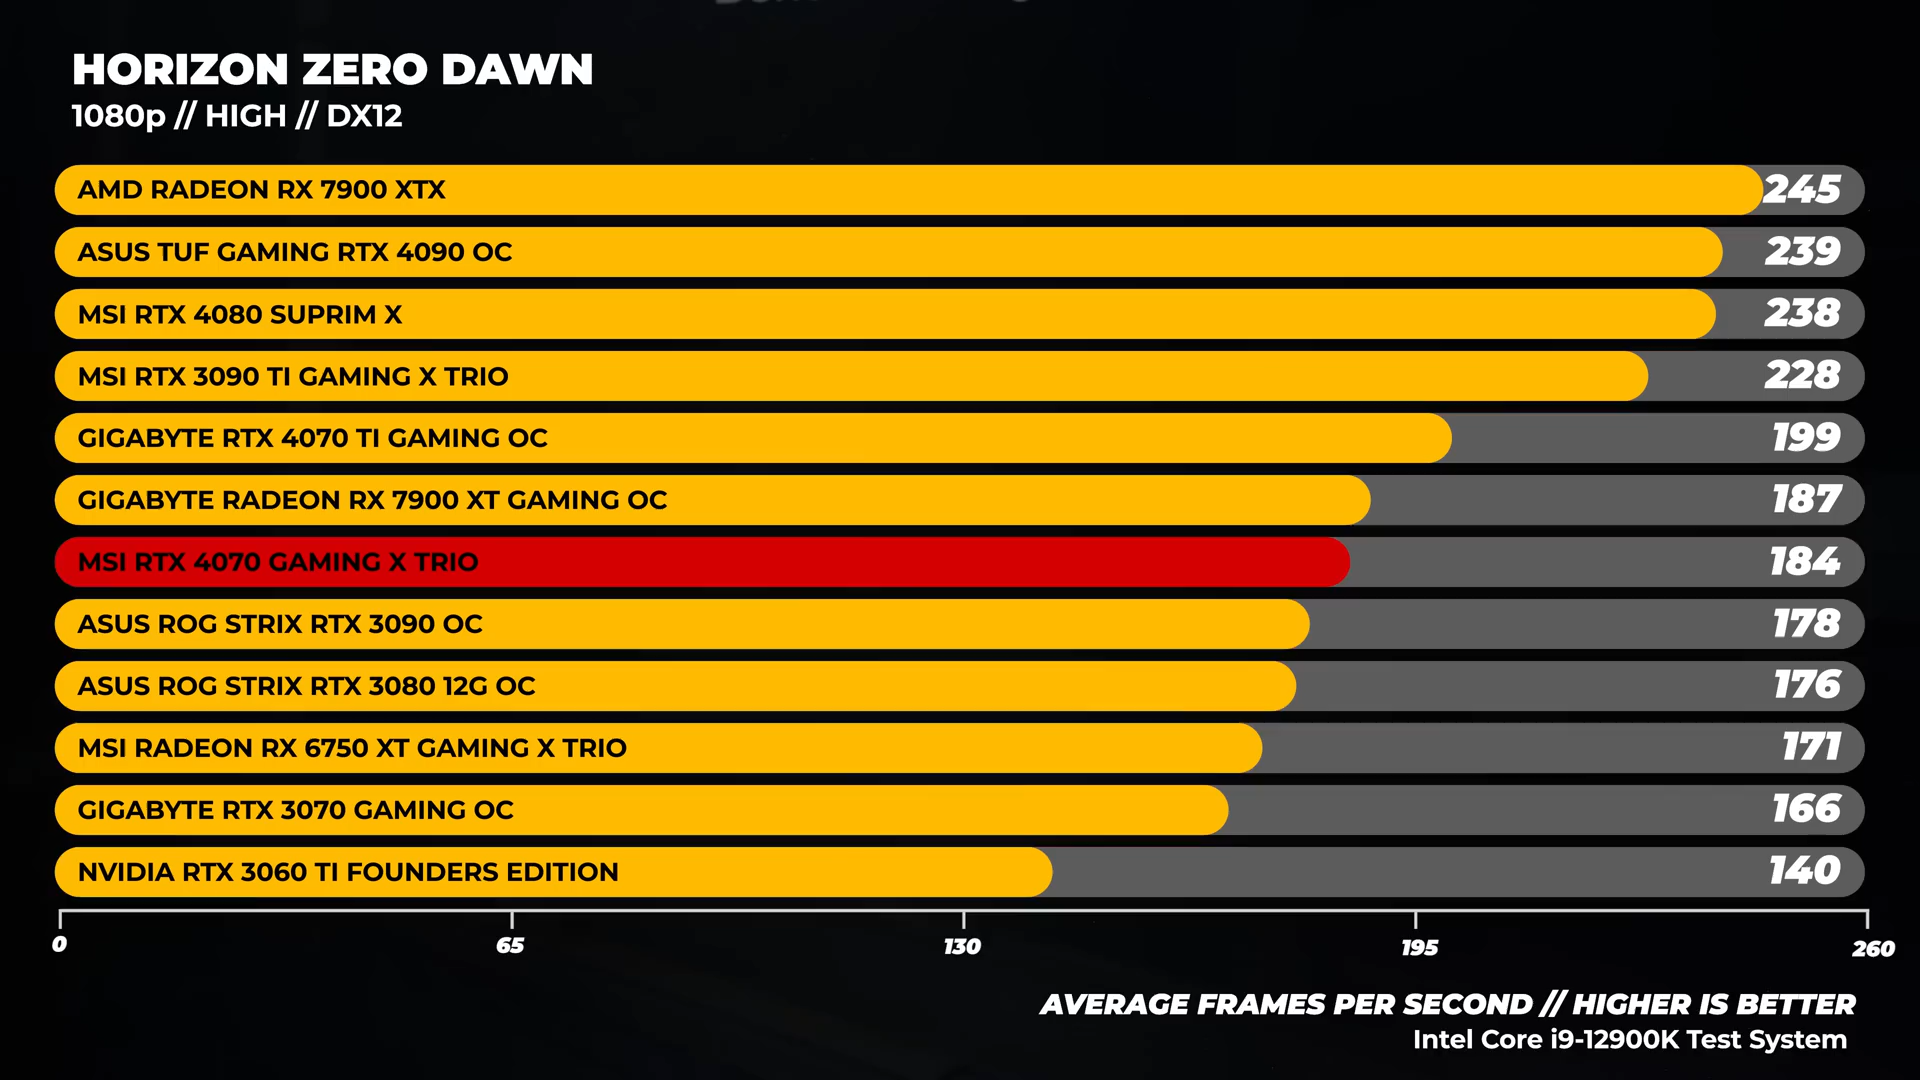 HORIZON ZERO DAWN
1080p // HIGH // DX12
AMD RADEON RX 7900 XTX 245
ASUS TUF GAMING RTX 4090 OC 239
MSI RTX 4080 SUPRIM X 238
MSI RTX 3090 TI GAMING X TRIO 228
GIGABYTE RTX 4070 TI GAMING OC 199
GIGABYTE RADEON RX 7900 XT GAMING OC 187
MSI RTX 4070 GAMING X TRIO 184
ASUS ROG STRIX RTX 3090 OC 178
ASUS ROG STRIX RTX 3080 12G OC 176
MSI RADEON RX 6750 XT GAMING X TRIO 171
GIGABYTE RTX 3070 GAMING OC 166
NVIDIA RTX 3060 TI FOUNDERS EDITION 140
0 65 130 195 260
AVERAGE FRAMES PER SECOND // HIGHER IS BETTER
Intel Core i9-12900K Test System